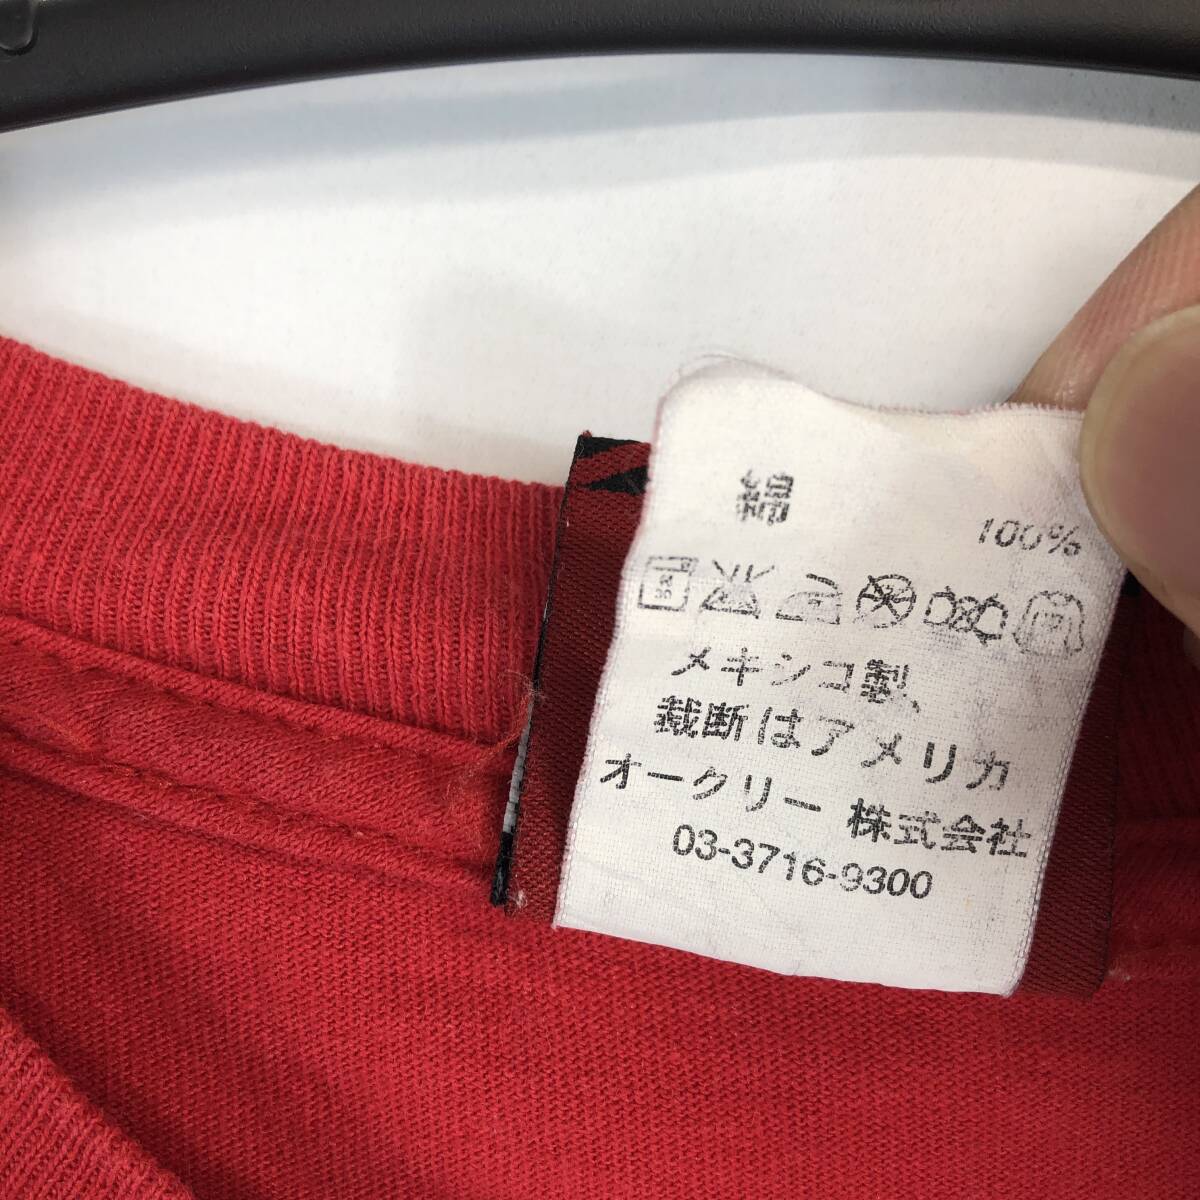 綿
100%
メキシコ製、
裁断はアメリカ
オークリー 株式会社
03-3716-9300